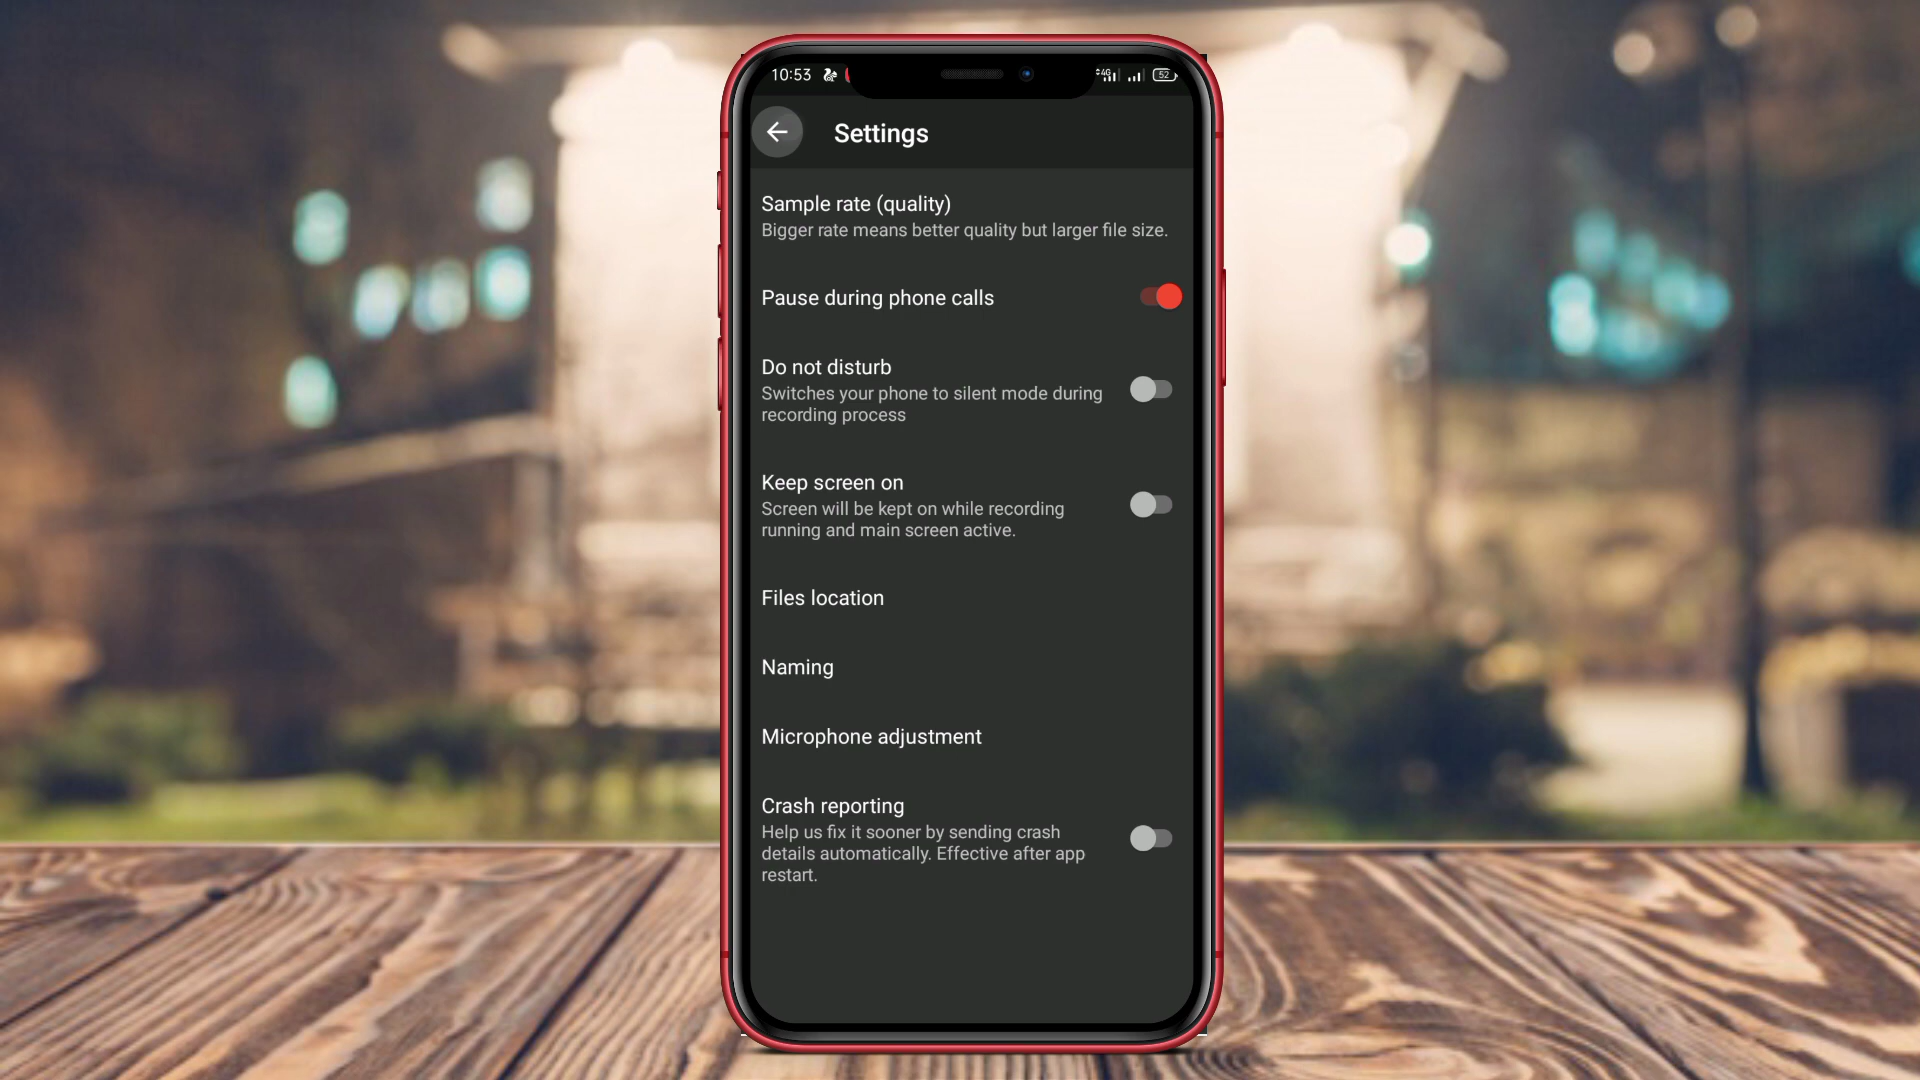 10:53 4G 52
Settings
Sample rate (quality)
Bigger rate means better quality but larger file size.
Pause during phone calls
Do not disturb
Switches your phone to silent mode during
recording process
Keep screen on
Screen will be kept on while recording
running and main screen active.
Files location
Naming
Microphone adjustment
Crash reporting
Help us fix it sooner by sending crash
details automatically. Effective after app
restart.